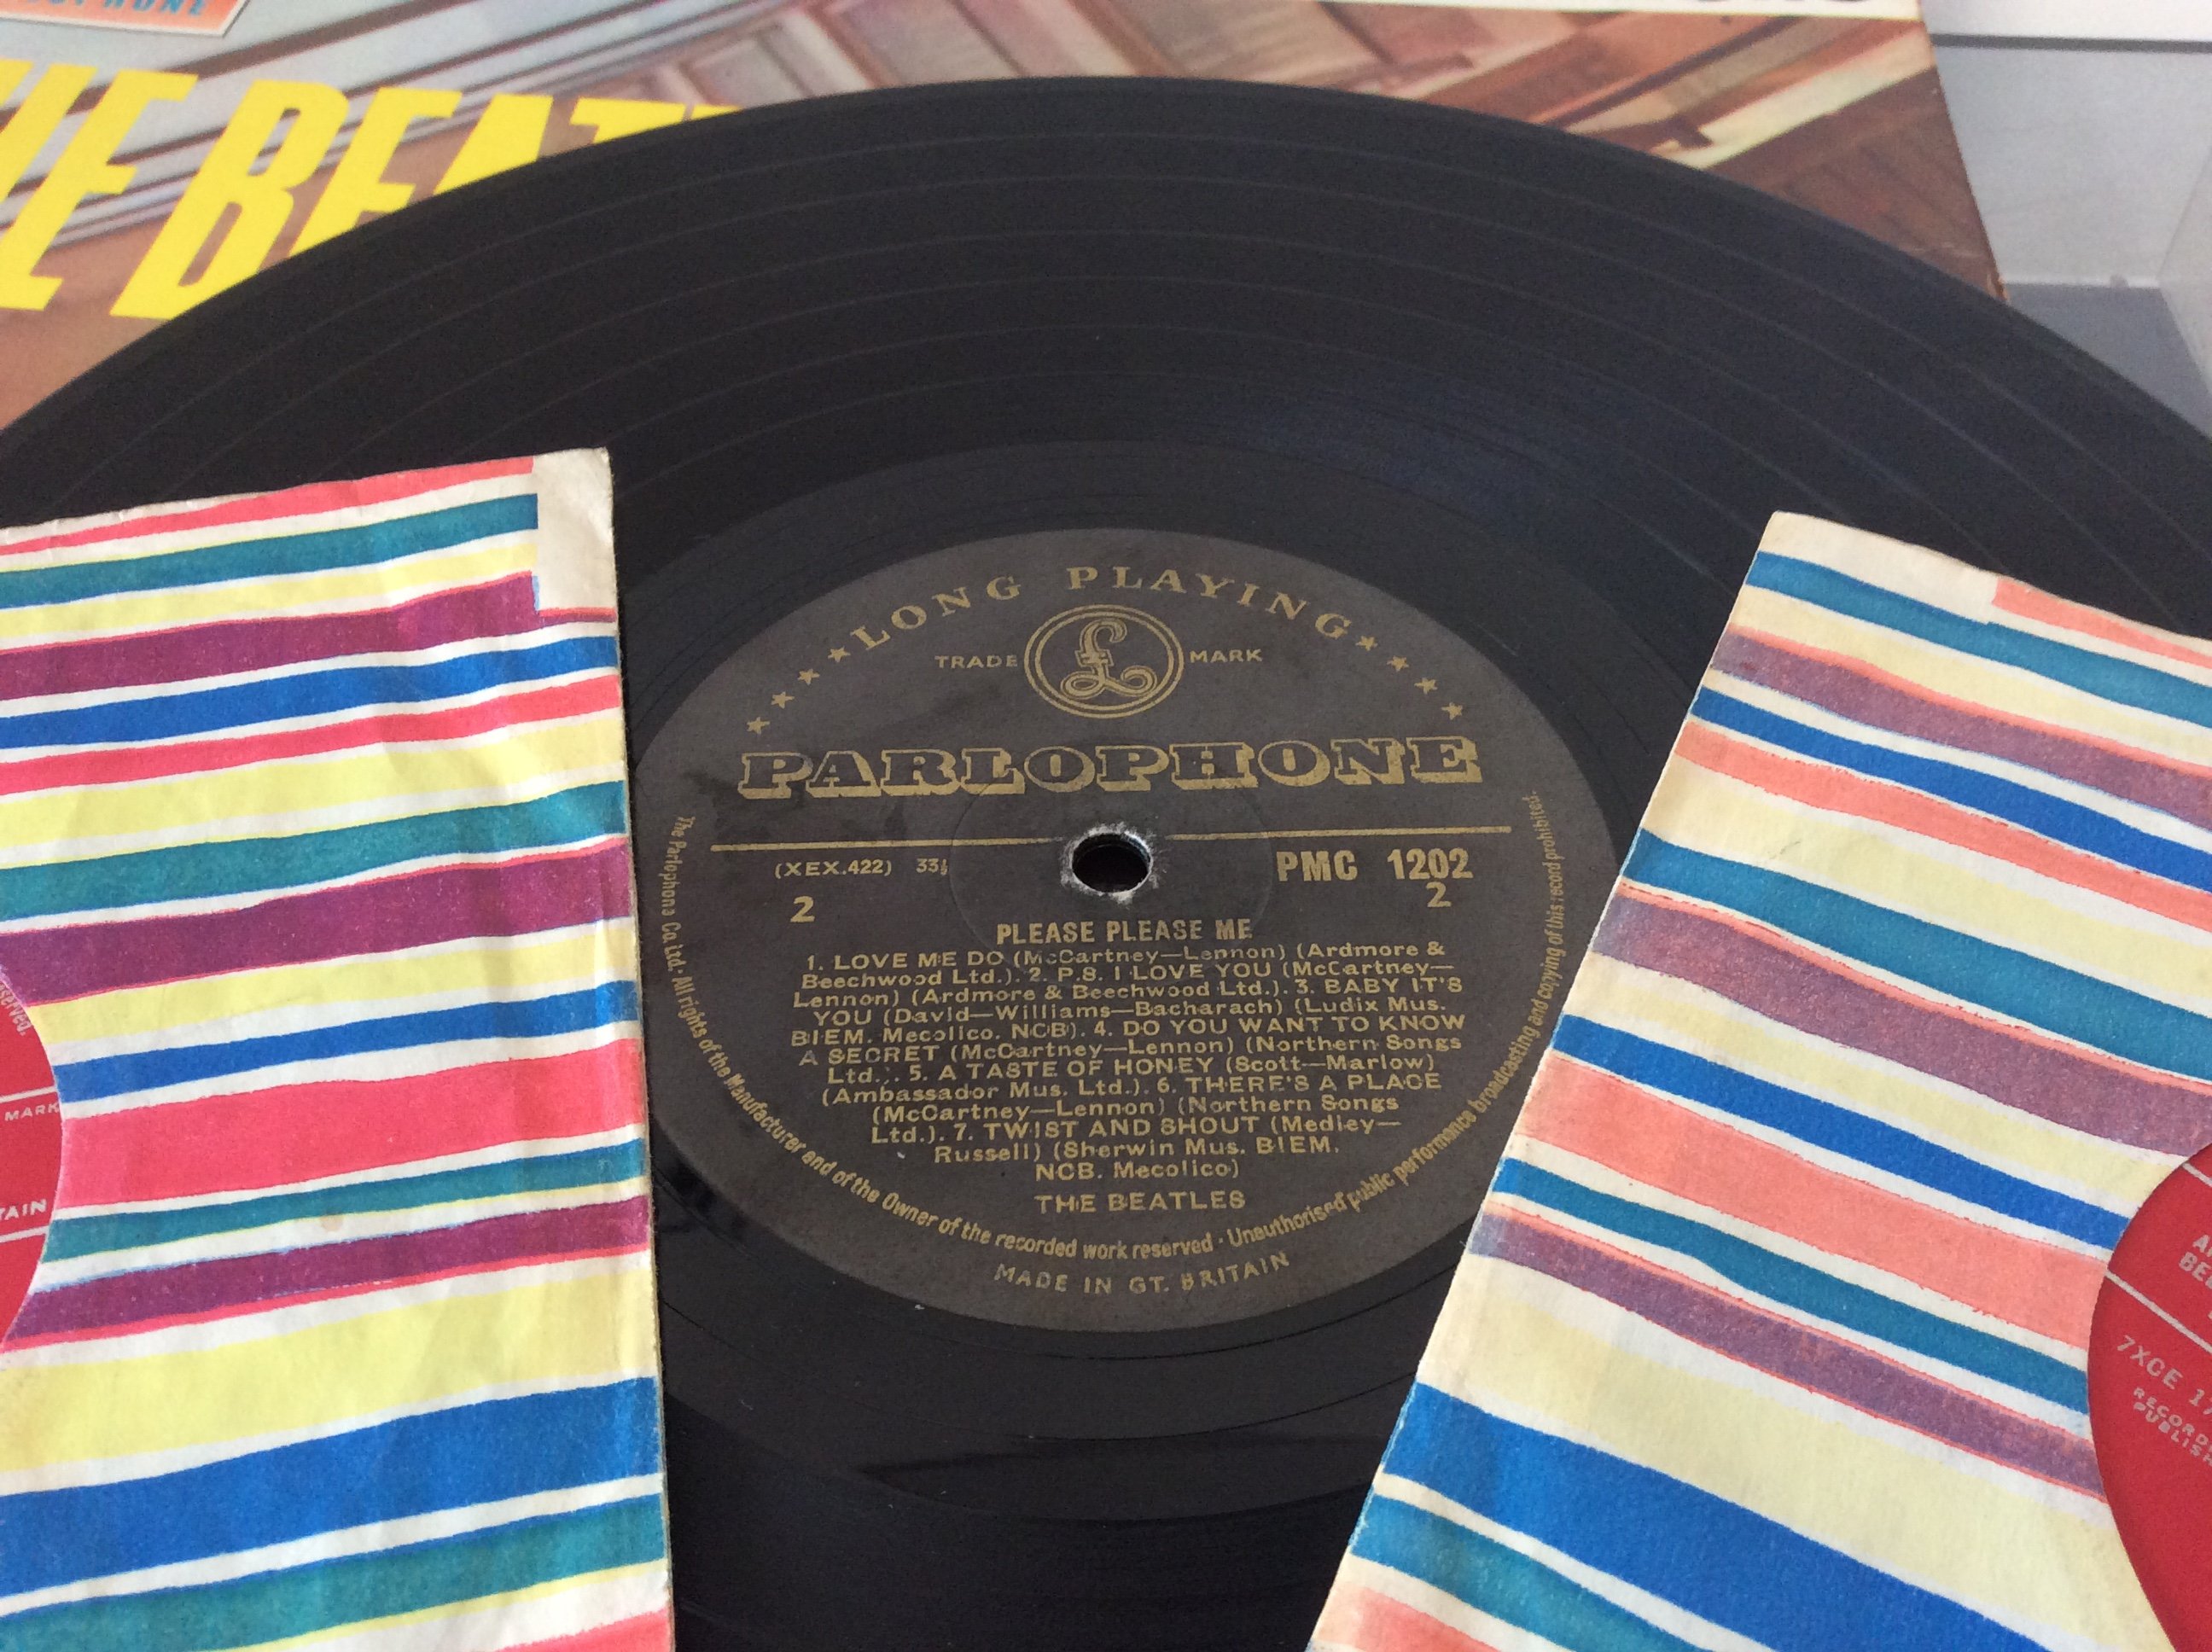 THE BEAT
LONG PLAYING
TRADE MARK
£
PARLOPHONE
(XEX.422) 33⅓
PMC 1202
2
2
PLEASE PLEASE ME
1. LOVE ME DO (McCartney—Lennon) (Ardmore &
Beechwood Ltd.). 2. P.S. I LOVE YOU (McCartney—
Lennon) (Ardmore & Beechwood Ltd.). 3. BABY IT'S
YOU (David—Williams—Bacharach) (Ludix Mus.
BIEM. Mecolico. NCB). 4. DO YOU WANT TO KNOW
A SECRET (McCartney—Lennon) (Northern Songs
Ltd.). 5. A TASTE OF HONEY (Scott—Marlow)
(Ambassador Mus. Ltd.). 6. THERE'S A PLACE
(McCartney—Lennon) (Northern Songs
Ltd.). 7. TWIST AND SHOUT (Medley—
Russell) (Sherwin Mus. BIEM.
NCB. Mecolico)
THE BEATLES
The Parlophone Co. Ltd. · All rights of the Manufacturer and of the Owner of the recorded work reserved · Unauthorised public performance broadcasting and copying of this record prohibited.
MADE IN GT. BRITAIN
MARK
TAIN
7XCE 17